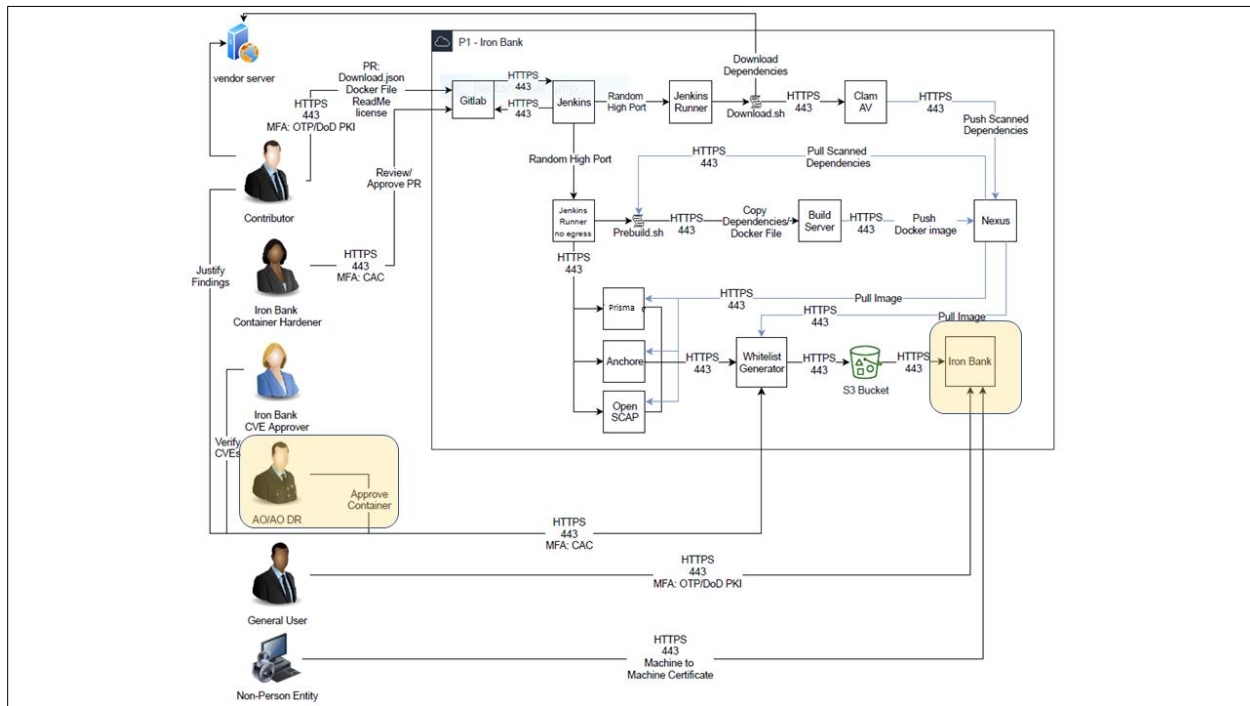 P1 - Iron Bank
vendor server
PR:
Download.json
Docker File
ReadMe
license
HTTPS
443
MFA: OTP/DoD PKI
Contributor
Review/
Approve PR
HTTPS
443
MFA: CAC
Justify
Findings
Iron Bank
Container Hardener
Iron Bank
CVE Approver
Verify
CVEs
Approve
Container
AO/AO DR
HTTPS
443
MFA: CAC
General User
HTTPS
443
MFA: OTP/DoD PKI
Non-Person Entity
HTTPS
443
Machine to
Machine Certificate
Gitlab
HTTPS
443
HTTPS
443
Jenkins
Random
High Port
Jenkins
Runner
Download
Dependencies
Download.sh
HTTPS
443
Clam
AV
Push Scanned
Dependencies
Random High Port
HTTPS
443
Pull Scanned
Dependencies
Jenkins
Runner
no egress
Prebuild.sh
HTTPS
443
Copy
Dependencies/
Docker File
Build
Server
HTTPS
443
Push
Docker image
Nexus
HTTPS
443
HTTPS
443
Pull Image
HTTPS
443
Pull Image
Prisma
Anchore
Open
SCAP
HTTPS
443
Whitelist
Generator
HTTPS
443
S3 Bucket
HTTPS
443
Iron Bank